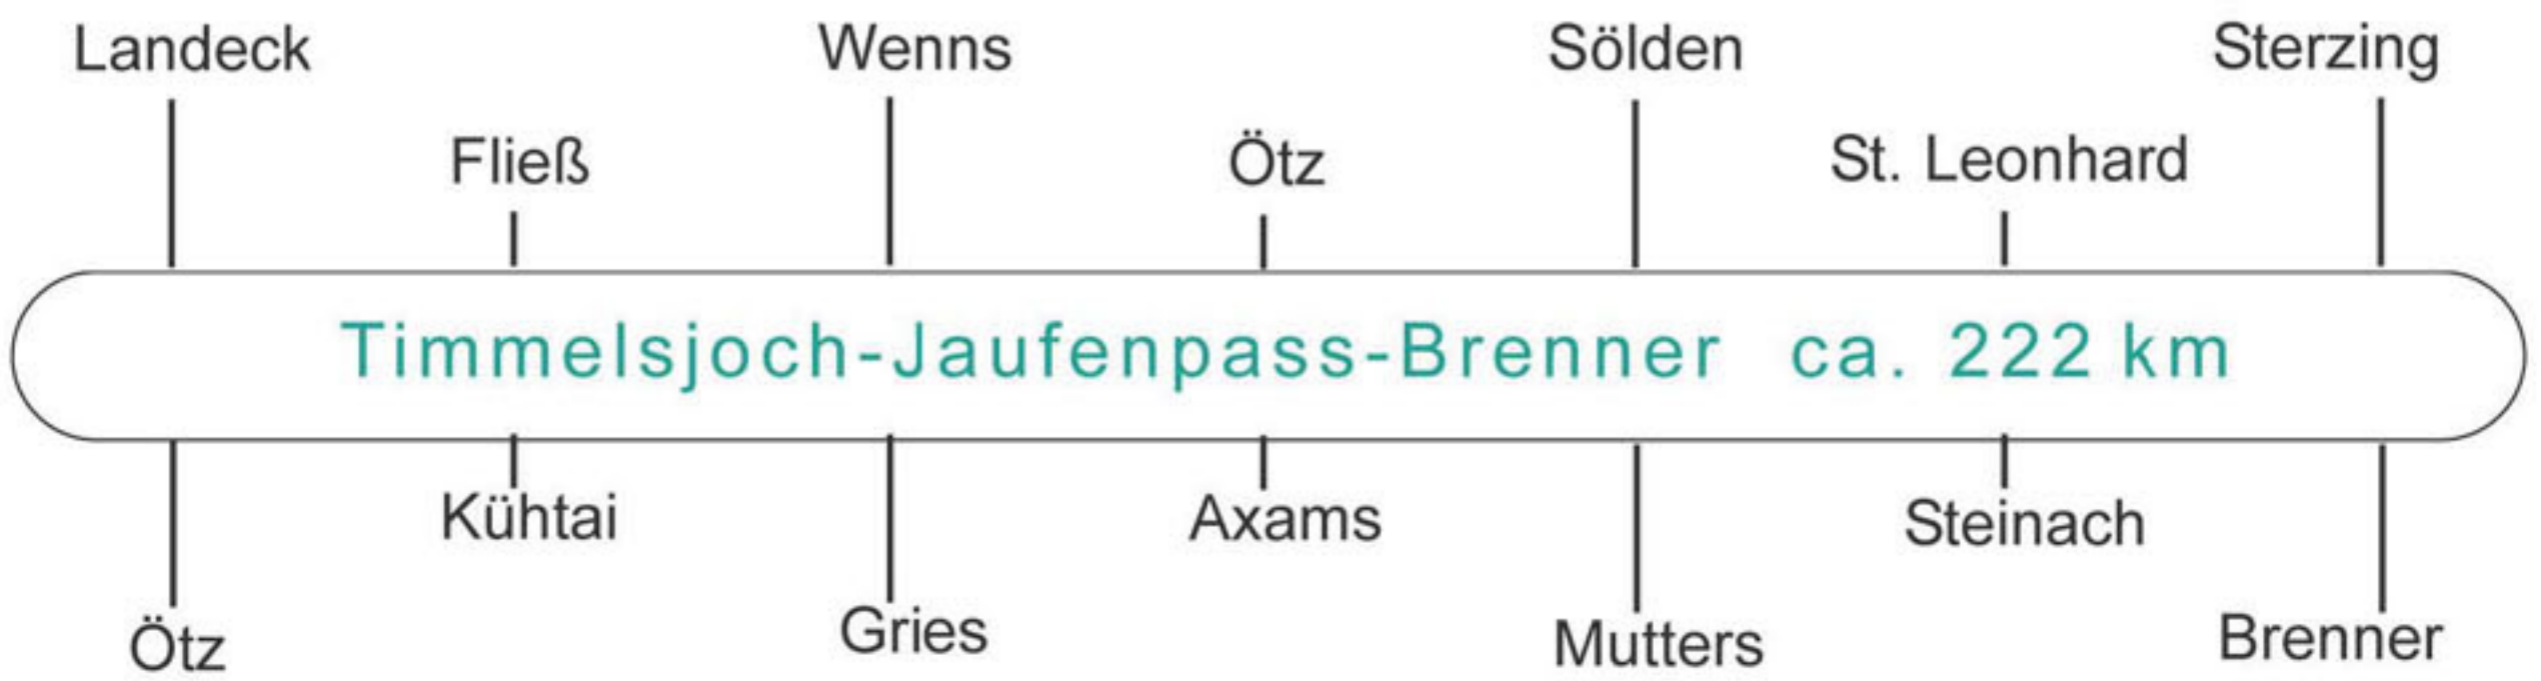 Landeck
Wenns
Sölden
Sterzing
Fließ
Ötz
St. Leonhard
Timmelsjoch-Jaufenpass-Brenner ca. 222 km
Kühtai
Axams
Steinach
Ötz
Gries
Mutters
Brenner